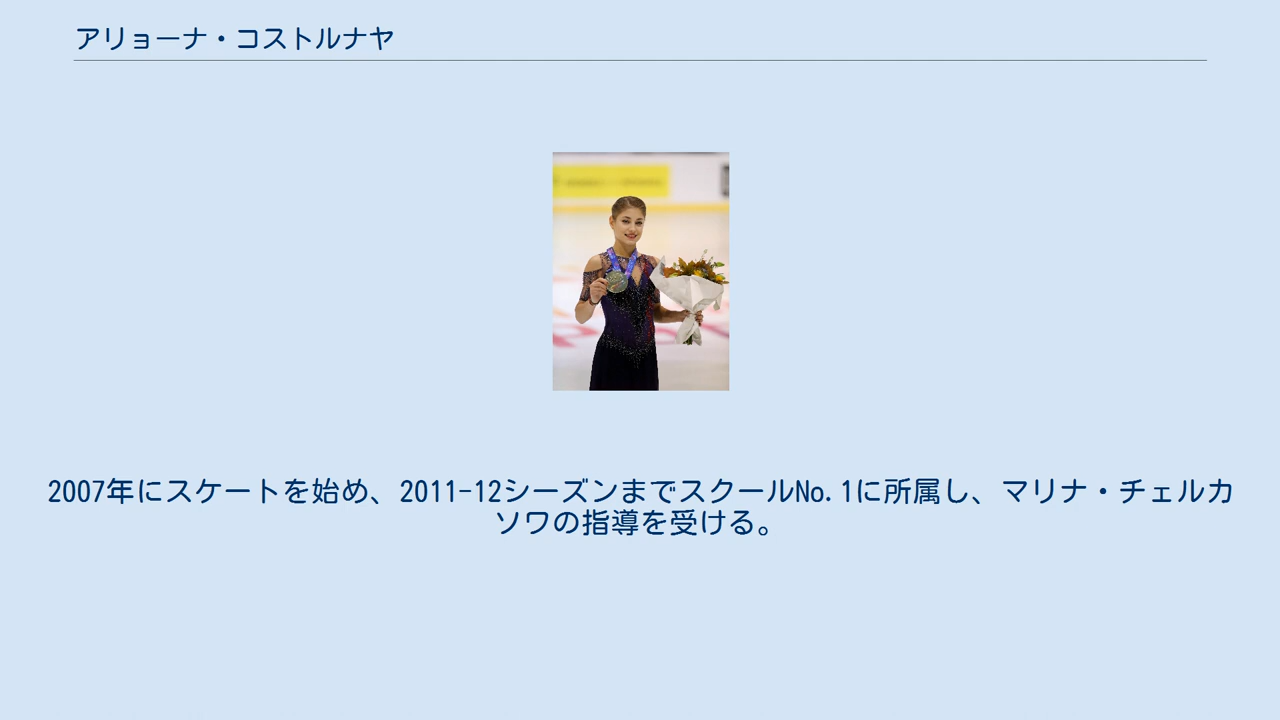 アリョーナ・コストルナヤ
2007年にスケートを始め、2011-12シーズンまでスクールNo.1に所属し、マリナ・チェルカ
ソワの指導を受ける。